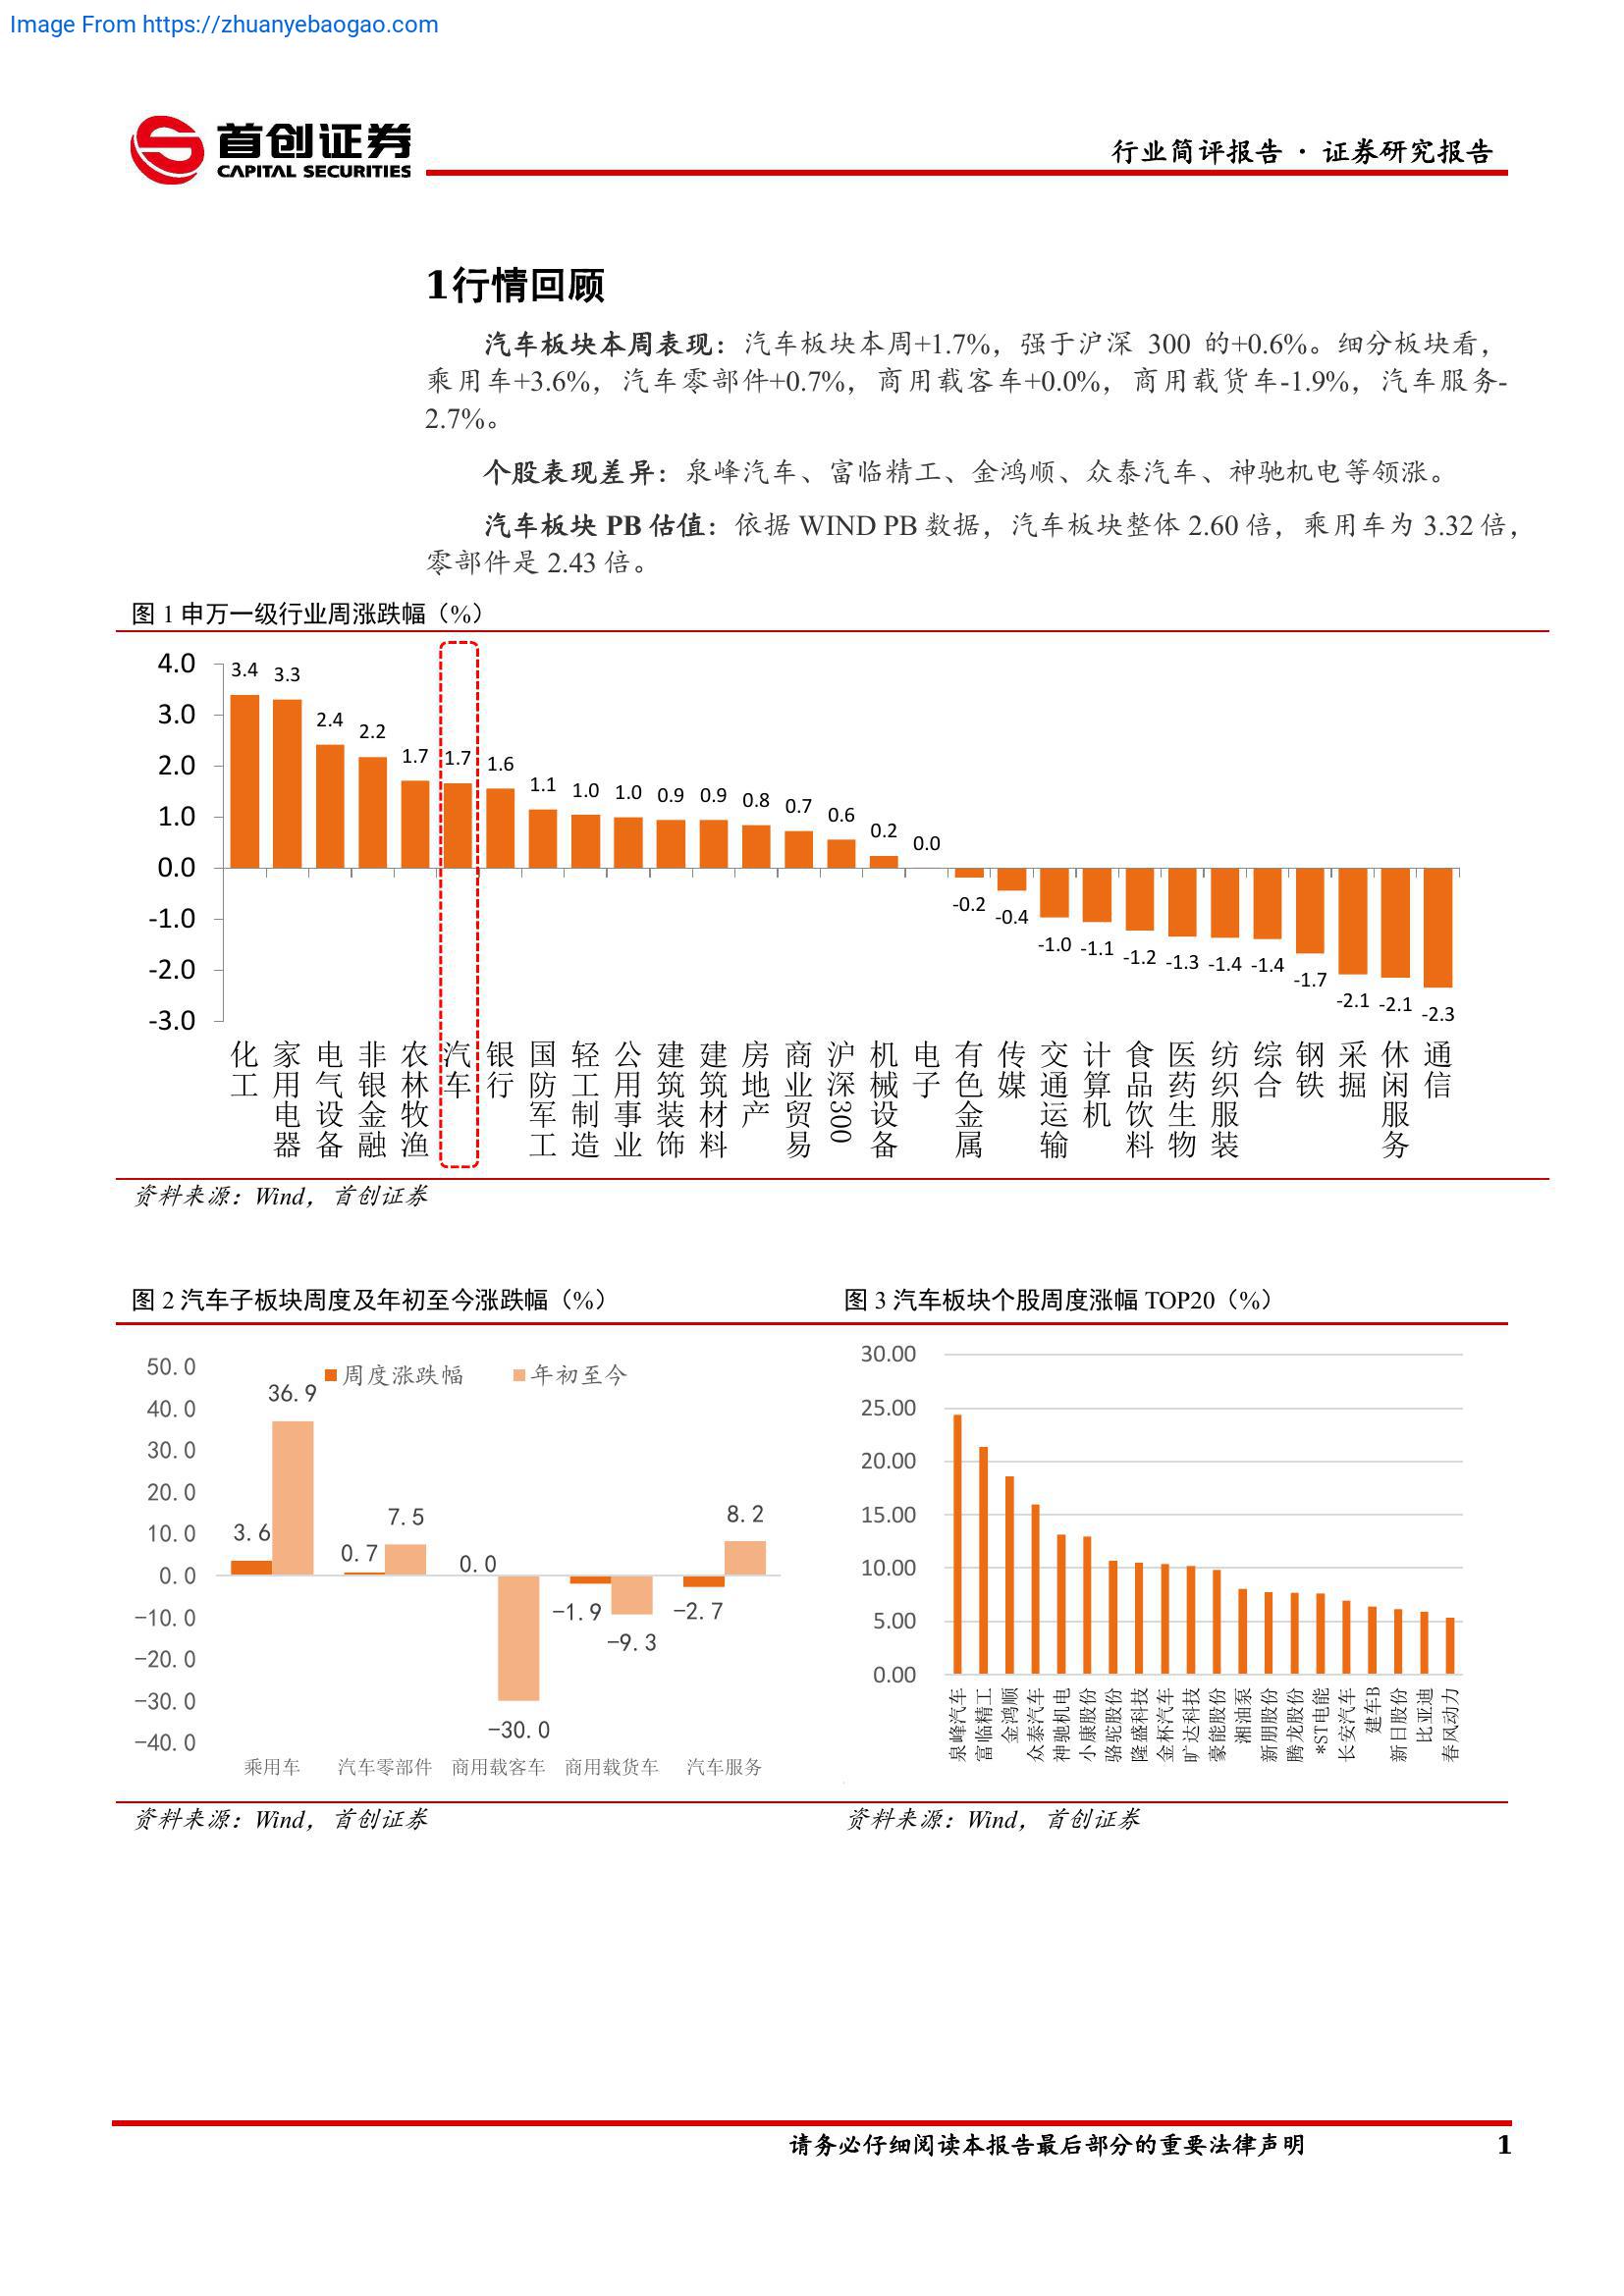 Image From https://zhuanyebaogao.com
首创证券
CAPITAL SECURITIES
行业简评报告 · 证券研究报告
1行情回顾
汽车板块本周表现：汽车板块本周+1.7%，强于沪深 300 的+0.6%。细分板块看，
乘用车+3.6%，汽车零部件+0.7%，商用载客车+0.0%，商用载货车-1.9%，汽车服务-
2.7%。
个股表现差异：泉峰汽车、富临精工、金鸿顺、众泰汽车、神驰机电等领涨。
汽车板块 PB 估值：依据 WIND PB 数据，汽车板块整体 2.60 倍，乘用车为 3.32 倍，
零部件是 2.43 倍。
图 1 申万一级行业周涨跌幅（%）
4.0
3.0
2.0
1.0
0.0
-1.0
-2.0
-3.0
3.4 3.3 2.4 2.2 1.7 1.7 1.6 1.1 1.0 1.0 0.9 0.9 0.8 0.7 0.6 0.2 0.0 -0.2 -0.4 -1.0 -1.1 -1.2 -1.3 -1.4 -1.4 -1.7 -2.1 -2.1 -2.3
化工
家用电器
电气设备
非银金融
农林牧渔
汽车
银行
国防军工
轻工制造
公用事业
建筑装饰
建筑材料
房地产
商业贸易
沪深300
机械设备
电子
有色金属
传媒
交通运输
计算机
食品饮料
医药生物
纺织服装
综合
钢铁
采掘
休闲服务
通信
资料来源：Wind，首创证券
图 2 汽车子板块周度及年初至今涨跌幅（%）
50.0
40.0
30.0
20.0
10.0
0.0
-10.0
-20.0
-30.0
-40.0
周度涨跌幅 年初至今
3.6 36.9 0.7 7.5 0.0 -30.0 -1.9 -9.3 -2.7 8.2
乘用车 汽车零部件 商用载客车 商用载货车 汽车服务
资料来源：Wind，首创证券
图 3 汽车板块个股周度涨幅 TOP20（%）
30.00
25.00
20.00
15.00
10.00
5.00
0.00
泉峰汽车
富临精工
金鸿顺
众泰汽车
神驰机电
小康股份
骆驼股份
隆盛科技
金杯汽车
旷达科技
豪能股份
湘油泵
新朋股份
腾龙股份
*ST电能
长安汽车
建车B
新日股份
比亚迪
春风动力
资料来源：Wind，首创证券
请务必仔细阅读本报告最后部分的重要法律声明 1